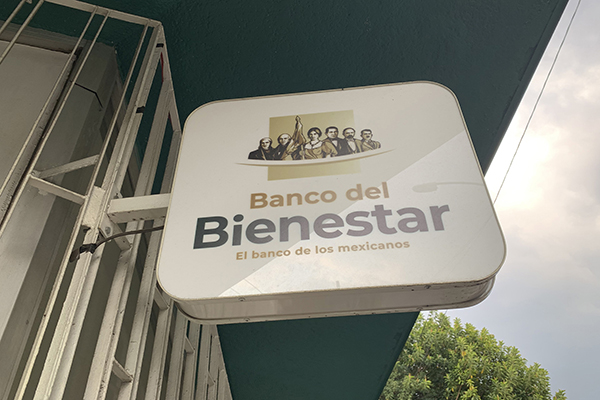 Banco del
Bienestar
El banco de los mexicanos